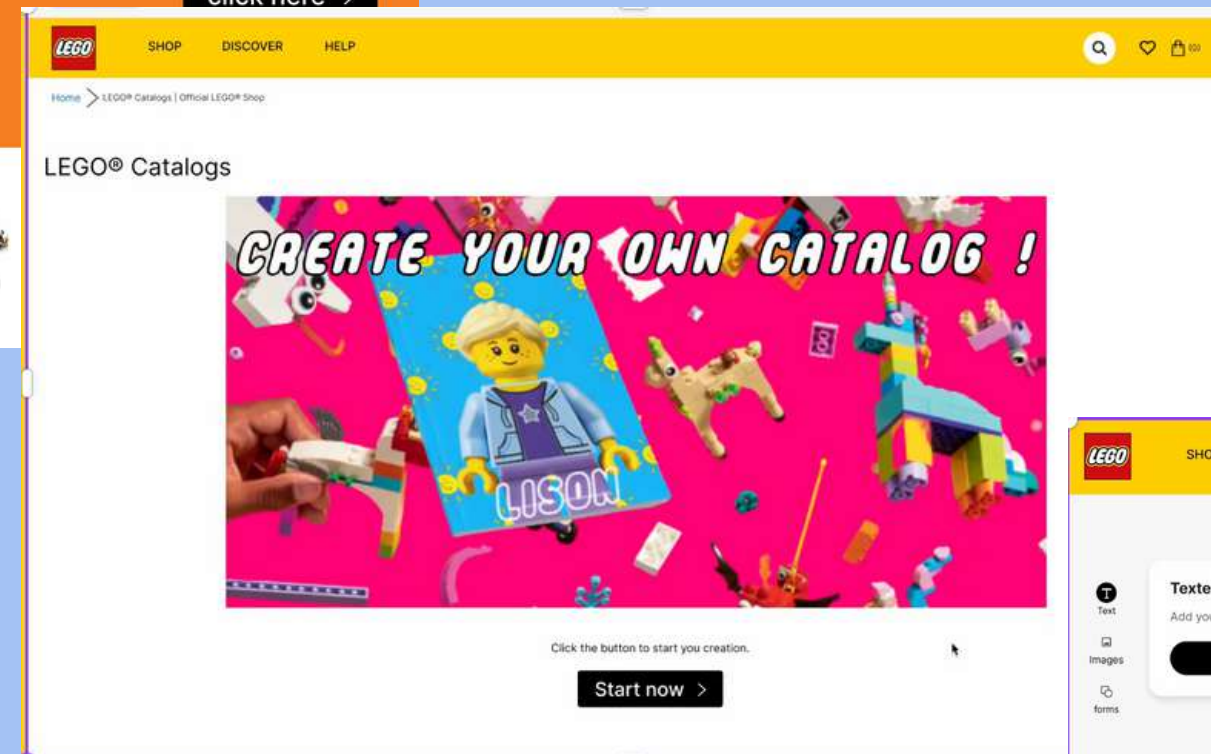 click here >
LEGO SHOP DISCOVER HELP
Home > LEGO® Catalogs | Official LEGO® Shop
LEGO® Catalogs
CREATE YOUR OWN CATALOG !
LISON
Click the button to start you creation.
Start now >
LEGO SHO
Text
Texte
Add you
Images
forms